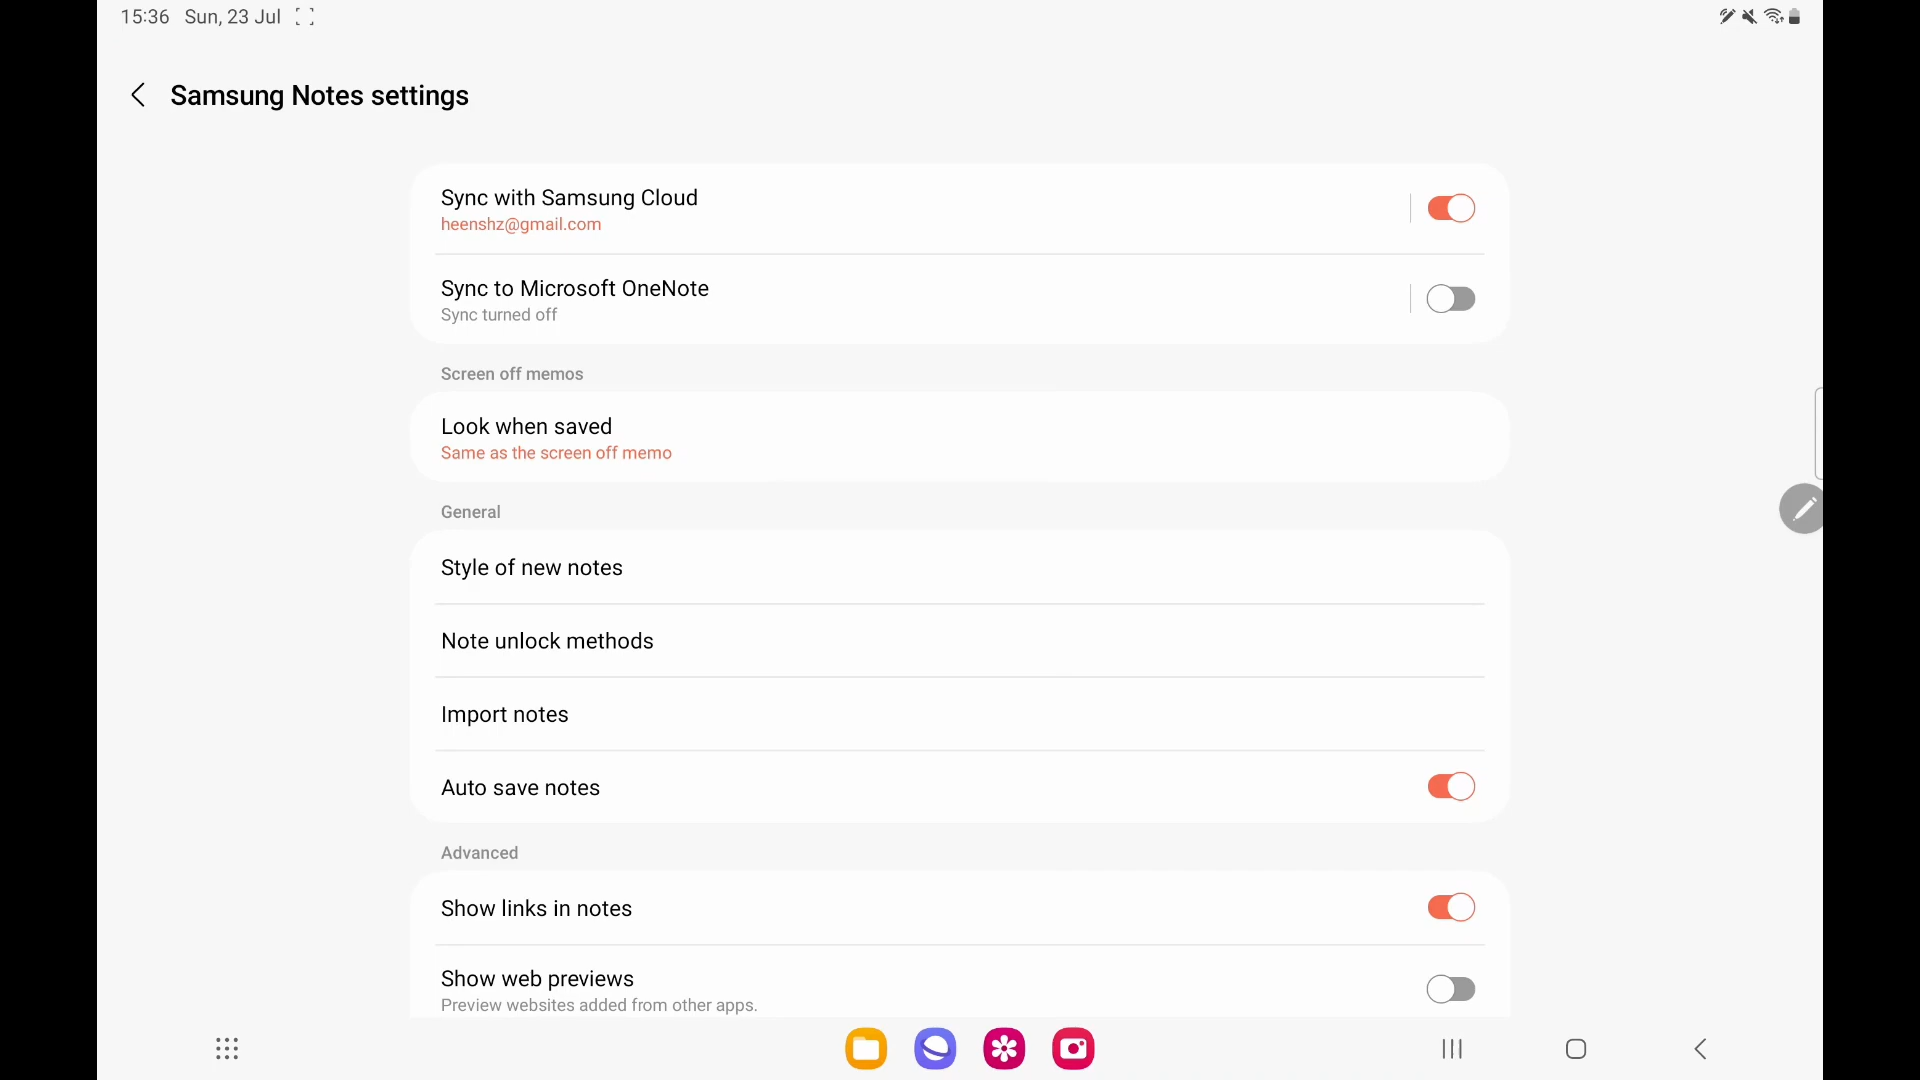 15:36 Sun, 23 Jul
Samsung Notes settings
Sync with Samsung Cloud
heenshz@gmail.com
Sync to Microsoft OneNote
Sync turned off
Screen off memos
Look when saved
Same as the screen off memo
General
Style of new notes
Note unlock methods
Import notes
Auto save notes
Advanced
Show links in notes
Show web previews
Preview websites added from other apps.